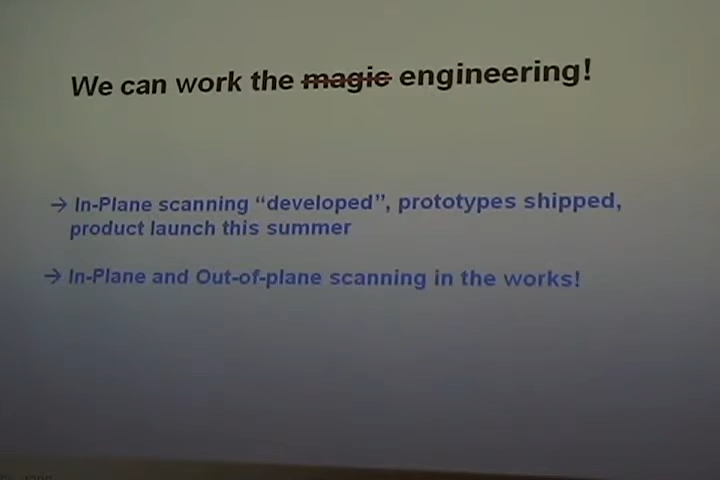 We can work the magic engineering!
→ In-Plane scanning “developed”, prototypes shipped,
product launch this summer
→ In-Plane and Out-of-plane scanning in the works!